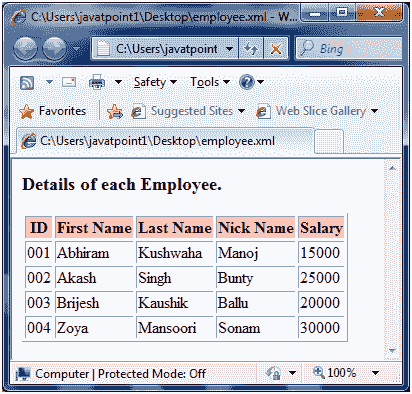 C:\Users\javatpoint1\Desktop\employee.xml - W...
C:\Users\javatpoint
Bing
Safety Tools
Favorites Suggested Sites Web Slice Gallery
C:\Users\javatpoint1\Desktop\employee.xml
Details of each Employee.
ID First Name Last Name Nick Name Salary
001 Abhiram Kushwaha Manoj 15000
002 Akash Singh Bunty 25000
003 Brijesh Kaushik Ballu 20000
004 Zoya Mansoori Sonam 30000
Computer | Protected Mode: Off 100%